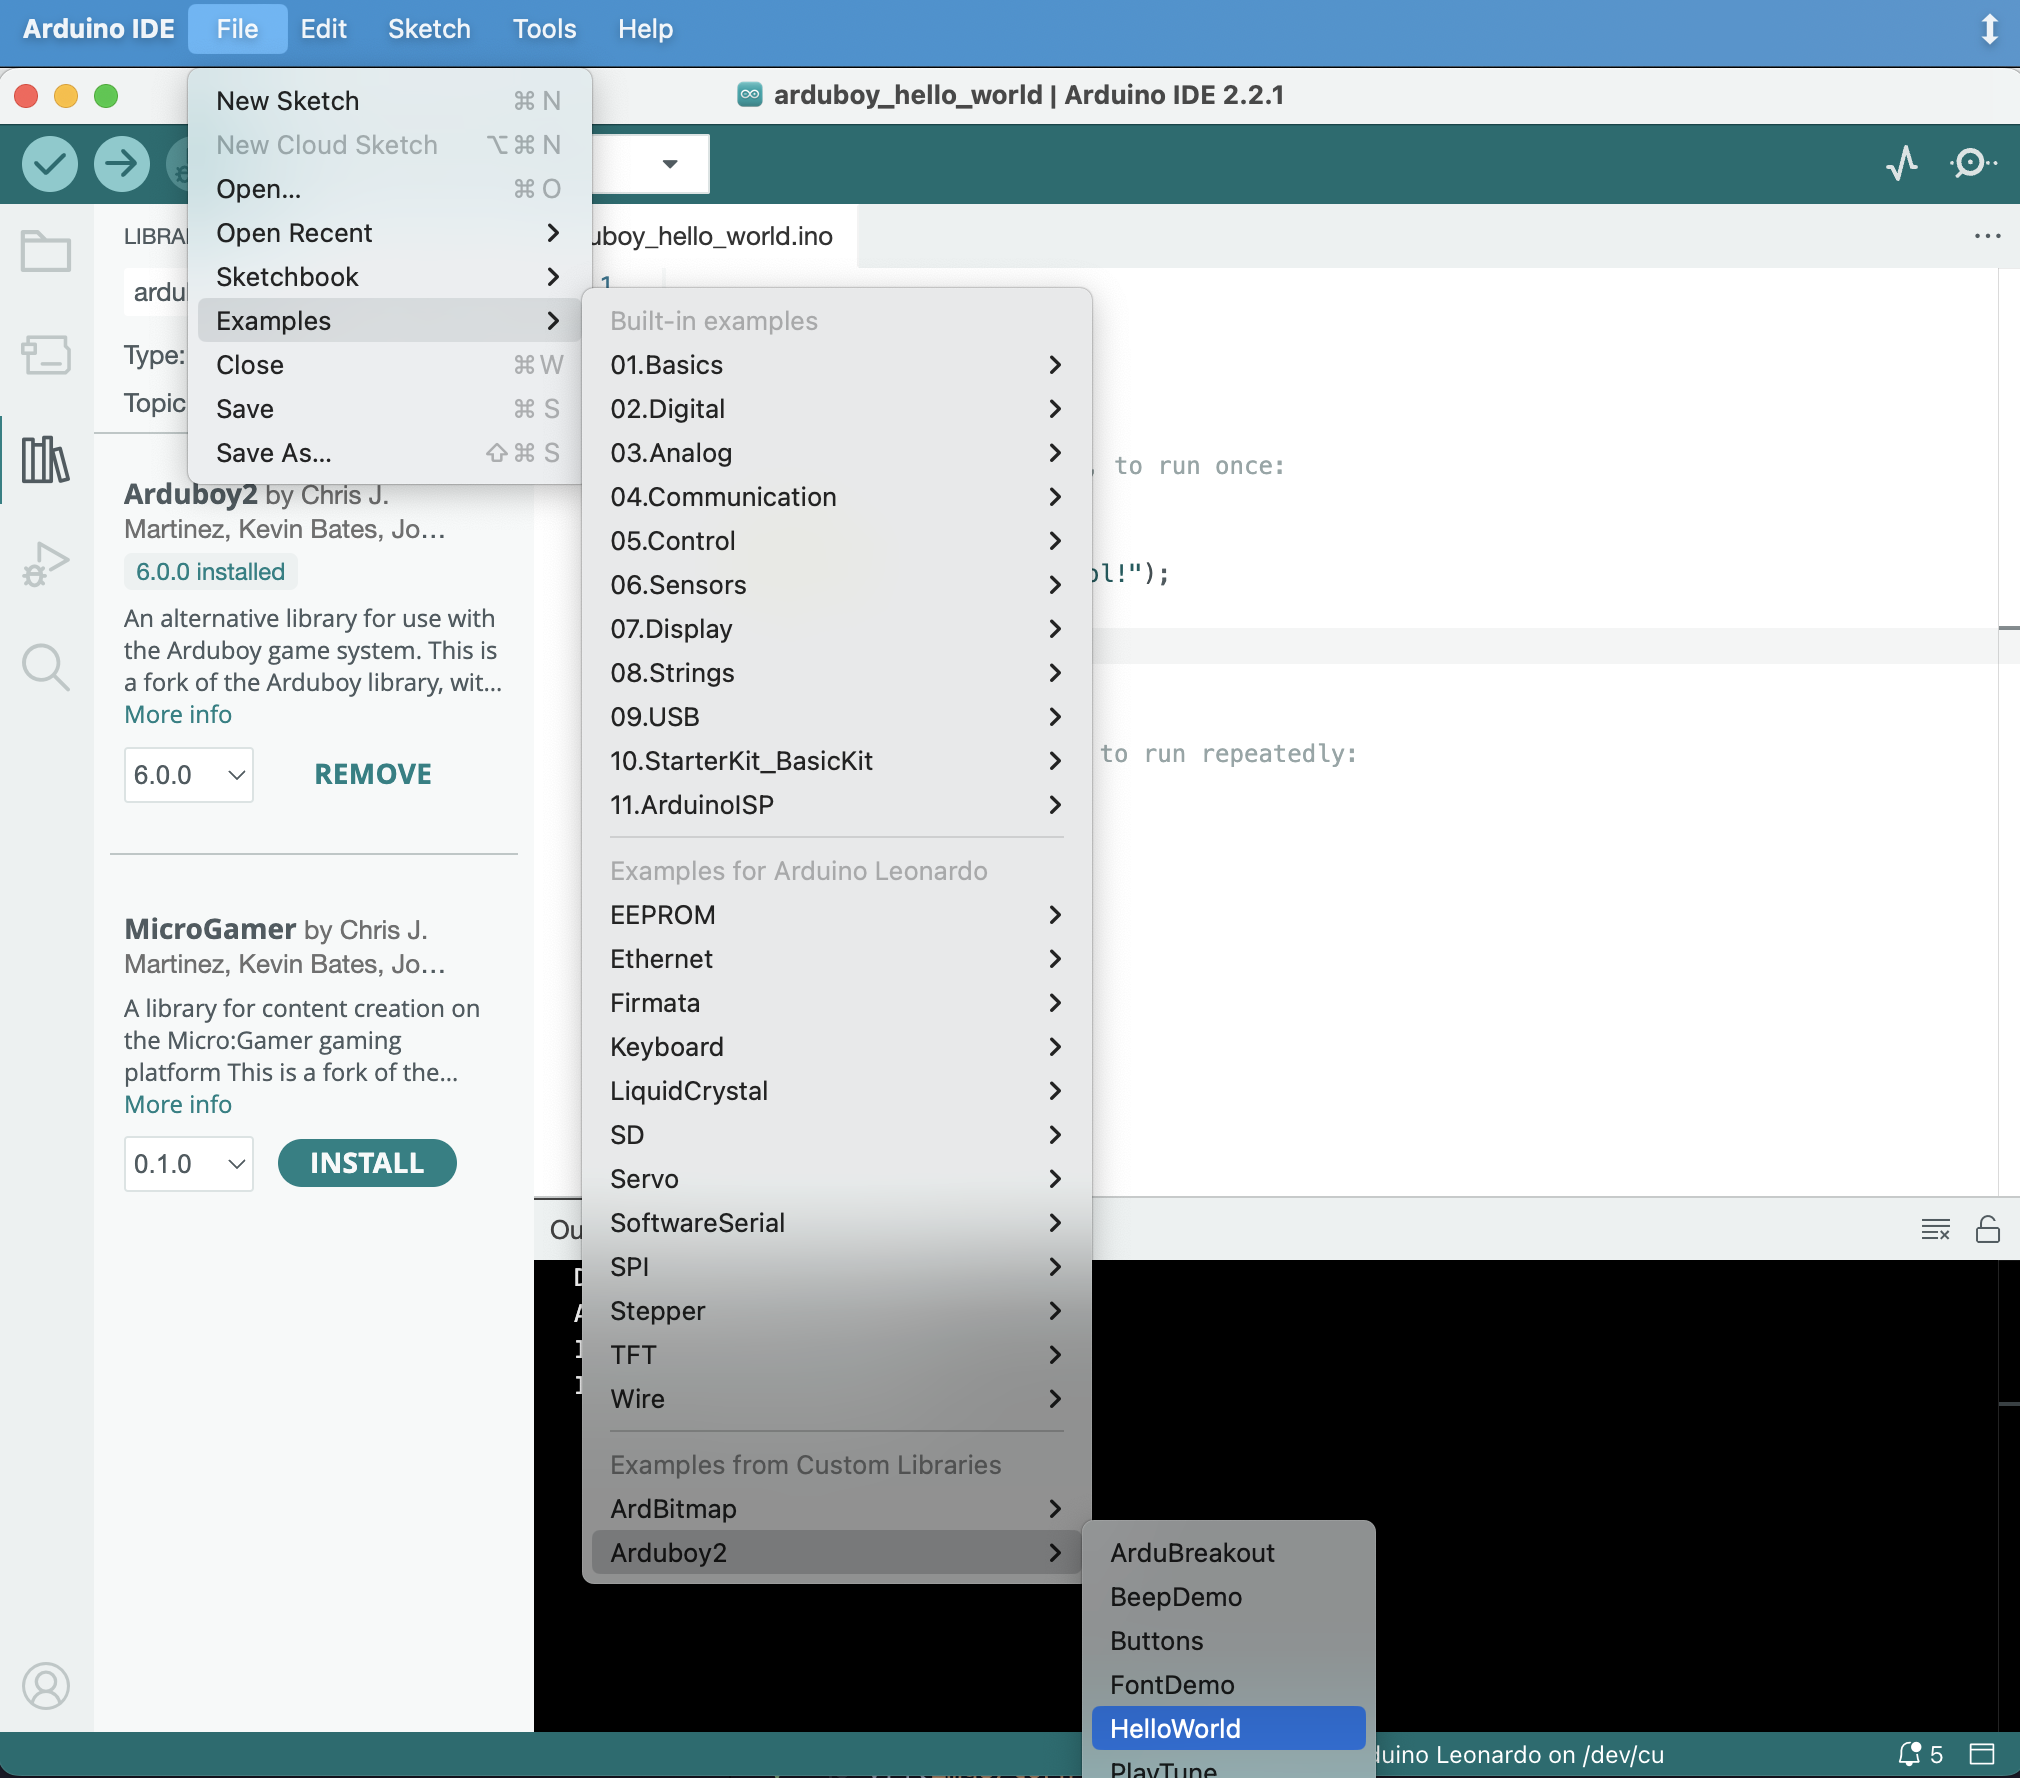 Arduino IDE File Edit Sketch Tools Help
arduboy_hello_world | Arduino IDE 2.2.1
New Sketch ⌘ N
New Cloud Sketch ⌥ ⌘ N
Open... ⌘ O
Open Recent
Sketchbook
Examples
Close ⌘ W
Save ⌘ S
Save As... ⇧ ⌘ S
LIBRA
ardu
Type:
Topic
Arduboy2 by Chris J.
Martinez, Kevin Bates, Jo...
6.0.0 installed
An alternative library for use with
the Arduboy game system. This is
a fork of the Arduboy library, wit...
More info
6.0.0 REMOVE
MicroGamer by Chris J.
Martinez, Kevin Bates, Jo...
A library for content creation on
the Micro:Gamer gaming
platform This is a fork of the...
More info
0.1.0 INSTALL
uboy_hello_world.ino
1
, to run once:
ol!");
to run repeatedly:
Ou
Built-in examples
01.Basics
02.Digital
03.Analog
04.Communication
05.Control
06.Sensors
07.Display
08.Strings
09.USB
10.StarterKit_BasicKit
11.ArduinoISP
Examples for Arduino Leonardo
EEPROM
Ethernet
Firmata
Keyboard
LiquidCrystal
SD
Servo
SoftwareSerial
SPI
Stepper
TFT
Wire
Examples from Custom Libraries
ArdBitmap
Arduboy2
ArduBreakout
BeepDemo
Buttons
FontDemo
HelloWorld
PlayTune
duino Leonardo on /dev/cu
5